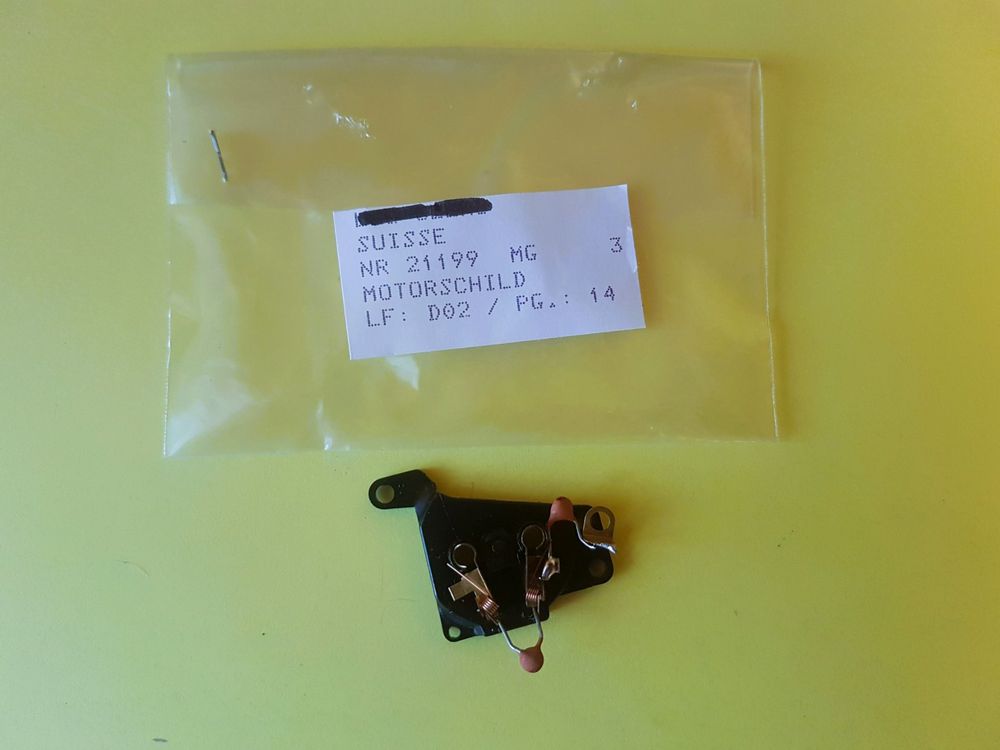 SUISSE
NR 21199 MG 3
MOTORSCHILD
LF: D02 / PG.: 14